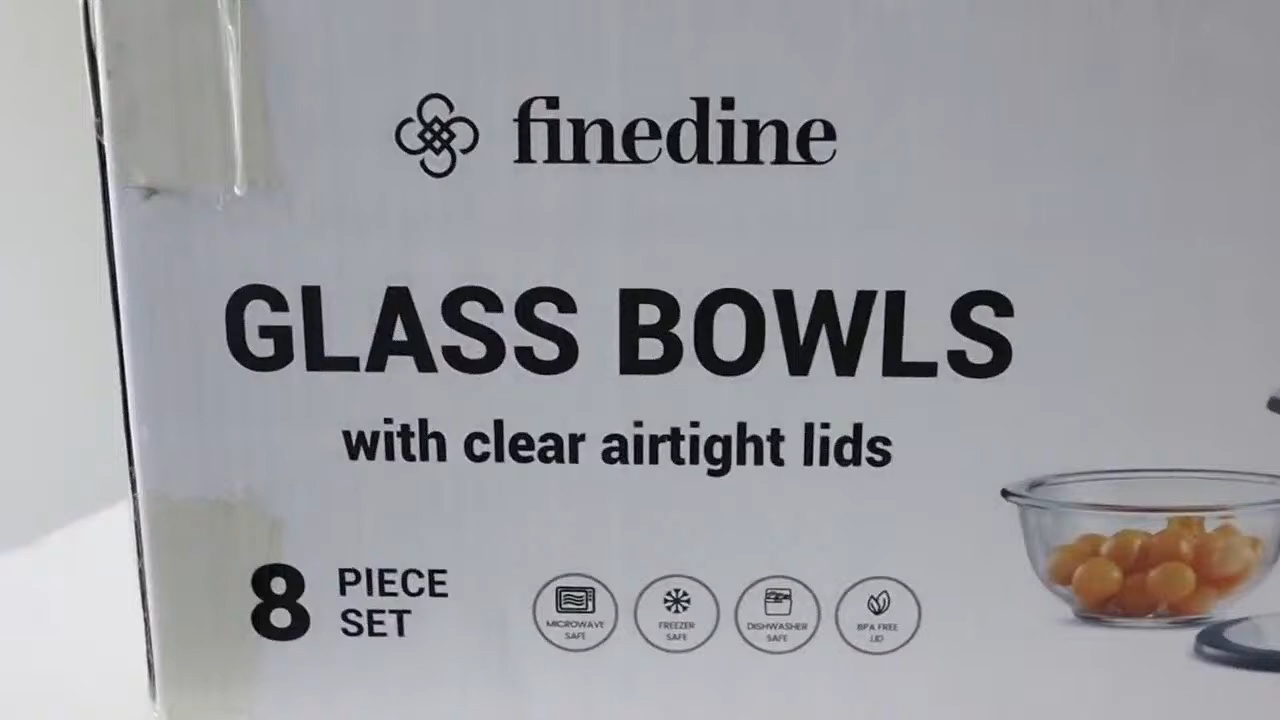 finedine
GLASS BOWLS
with clear airtight lids
8 PIECE
SET
MICROWAVE
SAFE
FREEZER
SAFE
DISHWASHER
SAFE
BPA FREE
LID